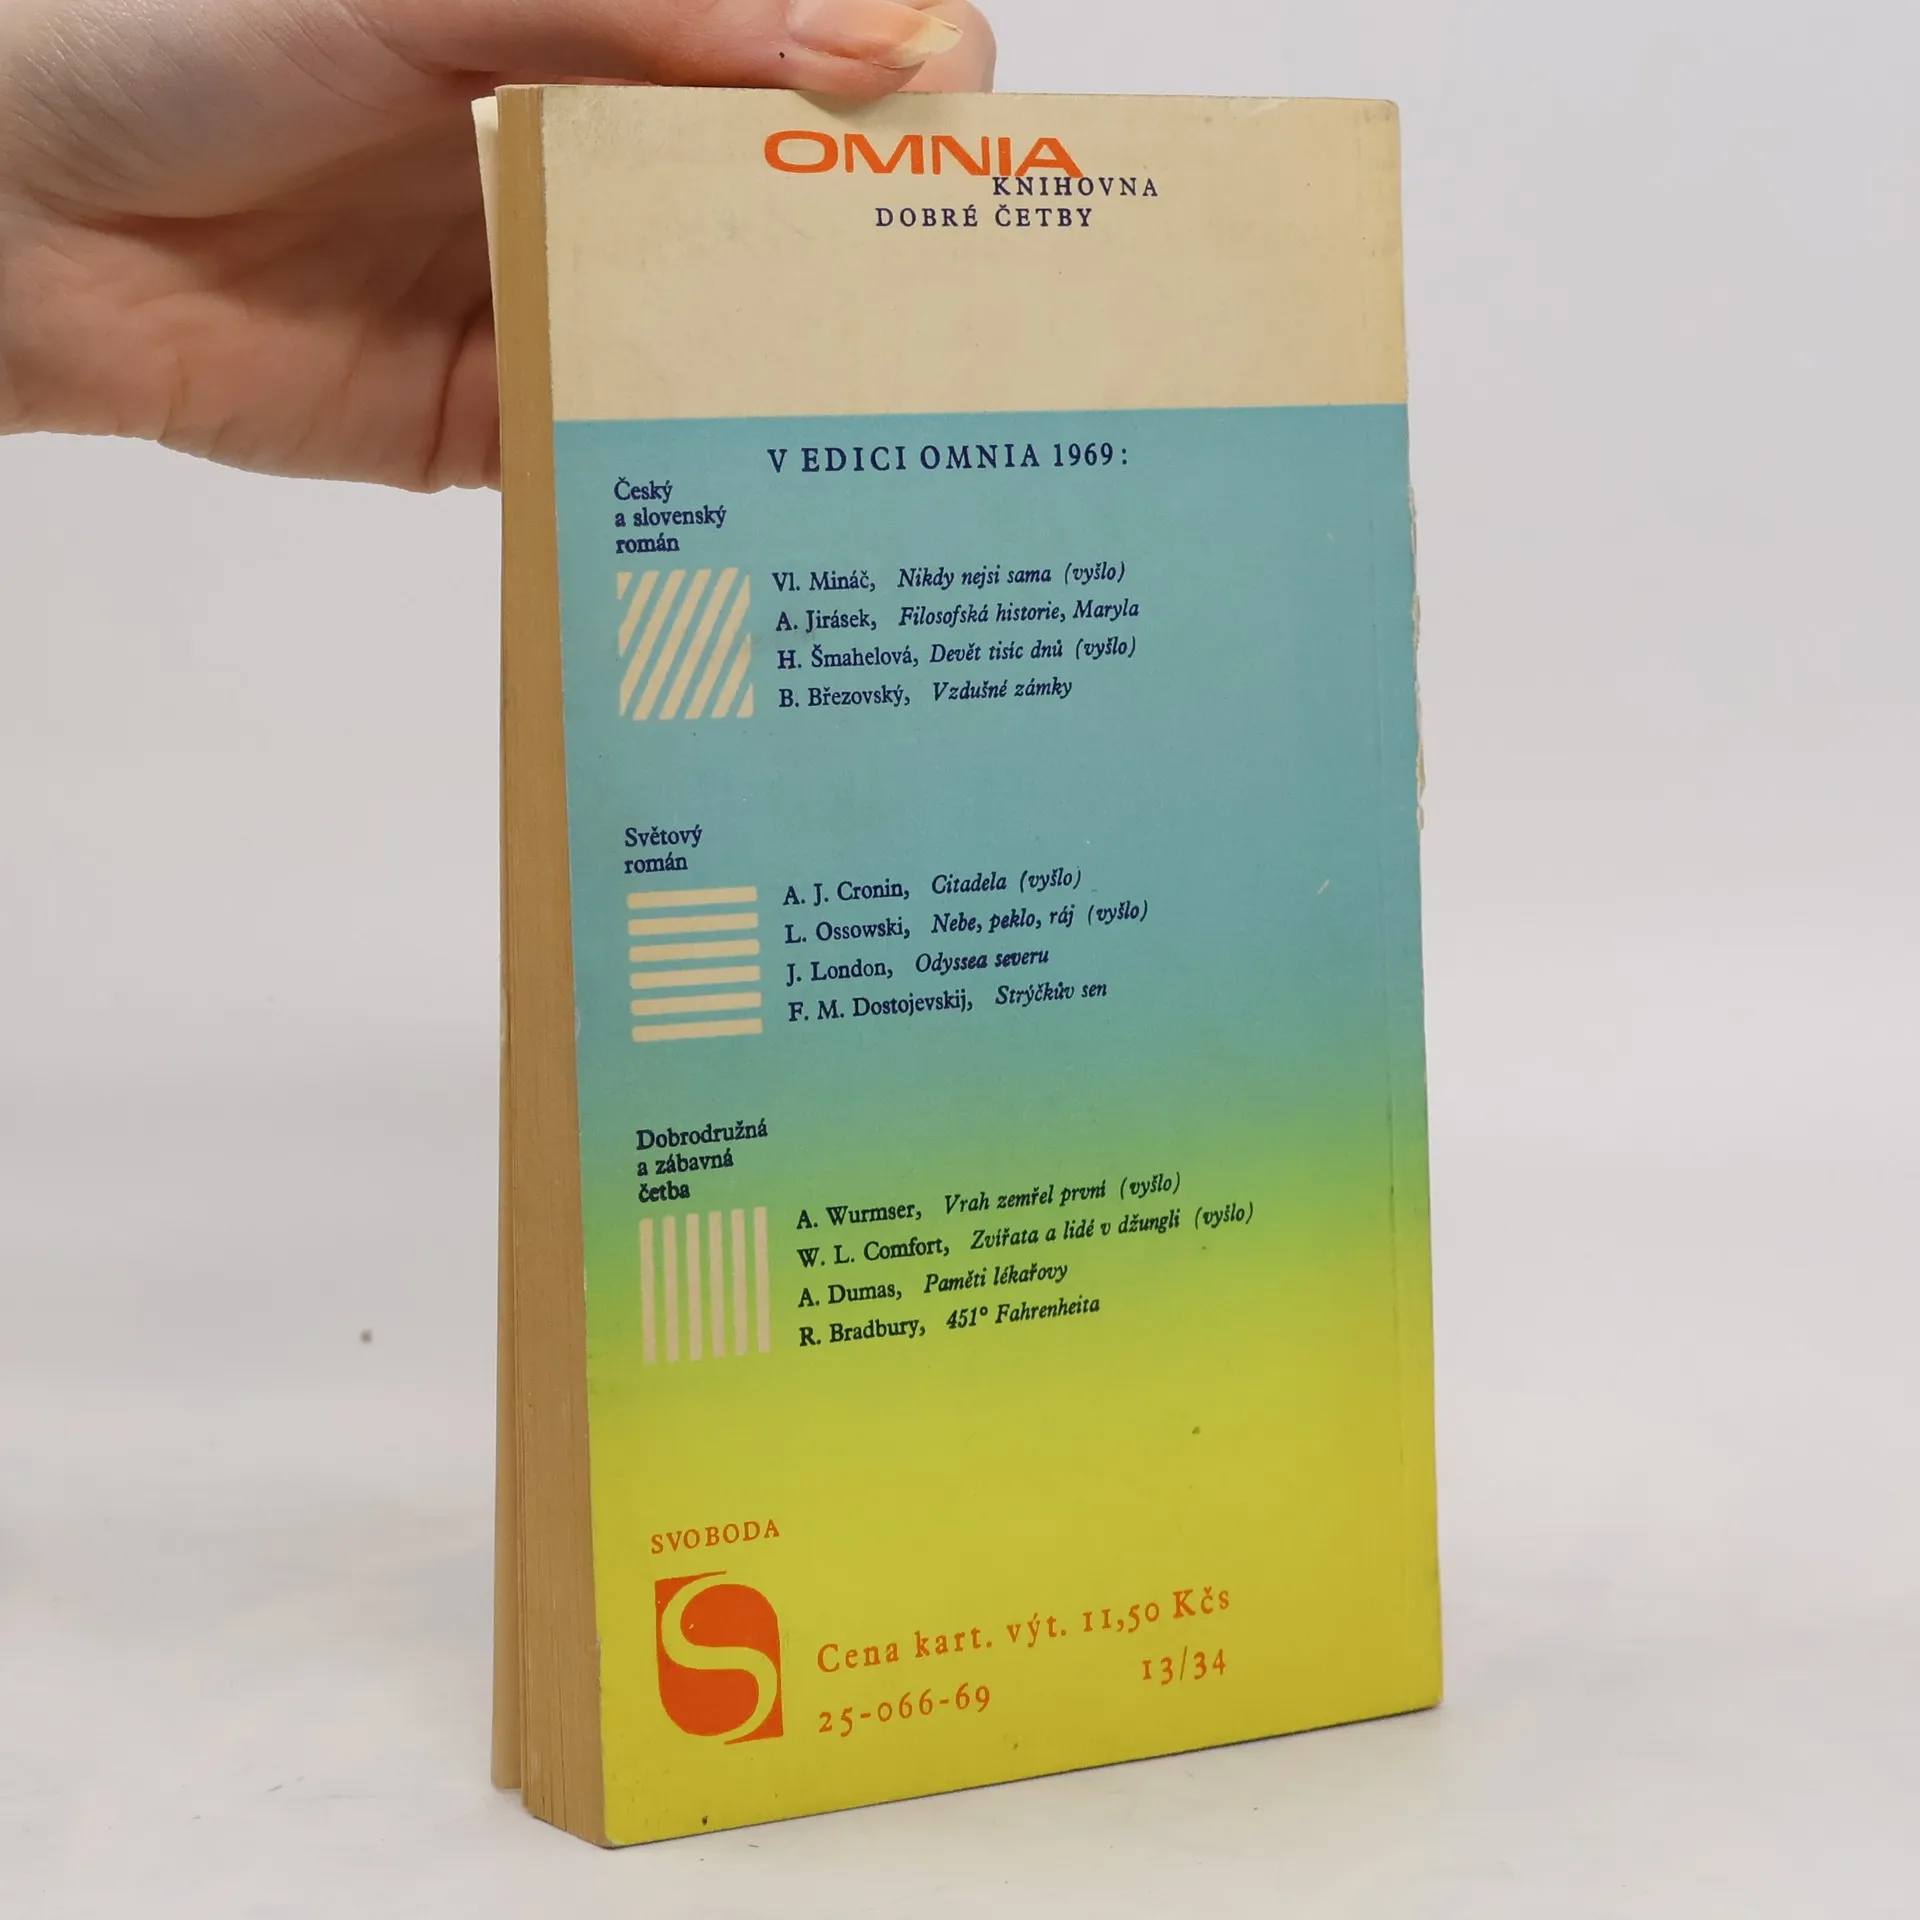 OMNIA
KNIHOVNA
DOBRÉ ČETBY
V EDICI OMNIA 1969:
Český
a slovenský
román
Vl. Mináč, Nikdy nejsi sama (vyšlo)
A. Jirásek, Filosofská historie, Maryla
H. Šmahelová, Devět tisíc dnů (vyšlo)
B. Březovský, Vzdušné zámky
Světový
román
A. J. Cronin, Citadela (vyšlo)
L. Ossowski, Nebe, peklo, ráj (vyšlo)
J. London, Odyssea severu
F. M. Dostojevskij, Strýčkův sen
Dobrodružná
a zábavná
četba
A. Wurmser, Vrah zemřel první (vyšlo)
W. L. Comfort, Zvířata a lidé v džungli (vyšlo)
A. Dumas, Paměti lékařovy
R. Bradbury, 451° Fahrenheita
SVOBODA
S
Cena kart. výt. 11,50 Kčs
25-066-69 13/34